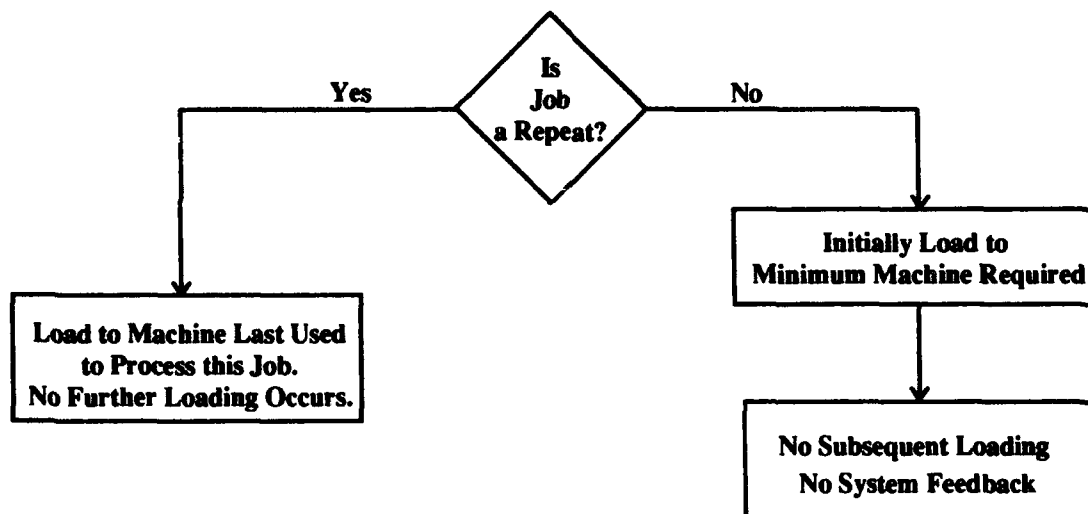 Is
Job
a Repeat?
Yes
No
Initially Load to
Minimum Machine Required
Load to Machine Last Used
to Process this Job.
No Further Loading Occurs.
No Subsequent Loading
No System Feedback